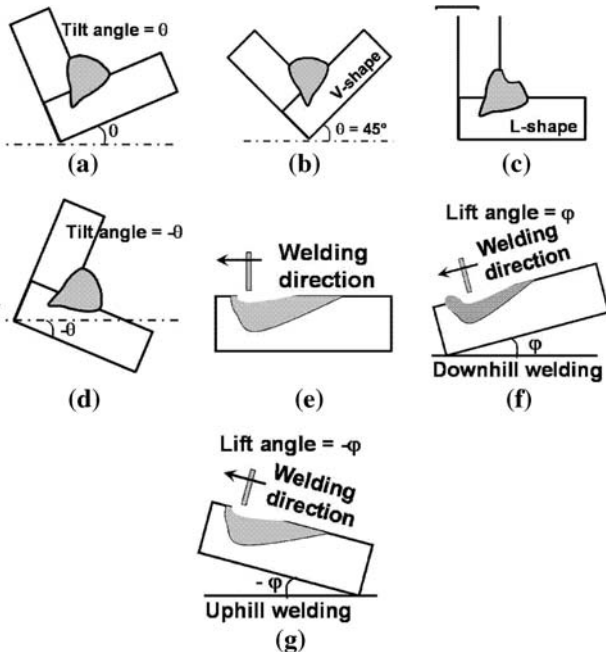 Tilt angle = θ
θ
(a)
V-shape
θ = 45°
(b)
L-shape
(c)
Tilt angle = -θ
-θ
(d)
Welding
direction
(e)
Lift angle = φ
Welding
direction
φ
Downhill welding
(f)
Lift angle = -φ
Welding
direction
- φ
Uphill welding
(g)